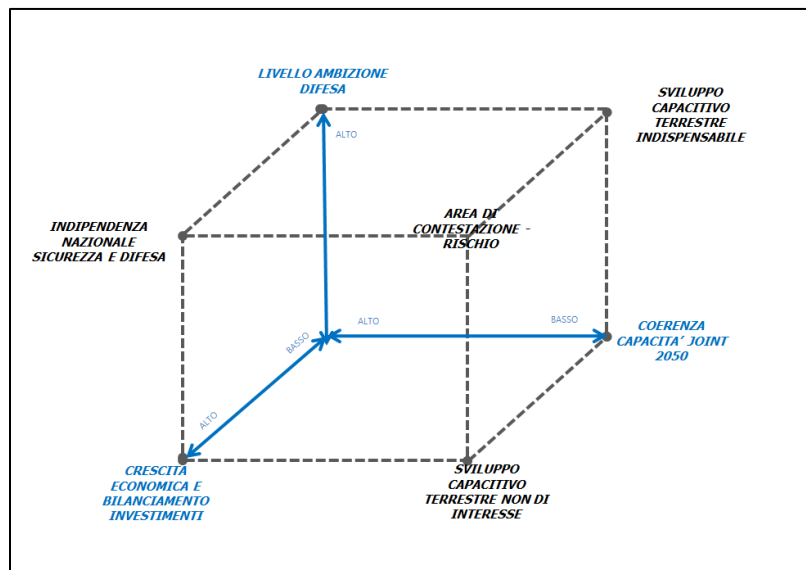 LIVELLO AMBIZIONE
DIFESA
SVILUPPO
CAPACITIVO
TERRESTRE
INDISPENSABILE
ALTO
INDIPENDENZA
NAZIONALE
SICUREZZA E DIFESA
AREA DI
CONTESTAZIONE -
RISCHIO
ALTO
BASSO
BASSO
COERENZA
CAPACITA’ JOINT
2050
ALTO
CRESCITA
ECONOMICA E
BILANCIAMENTO
INVESTIMENTI
SVILUPPO
CAPACITIVO
TERRESTRE NON DI
INTERESSE